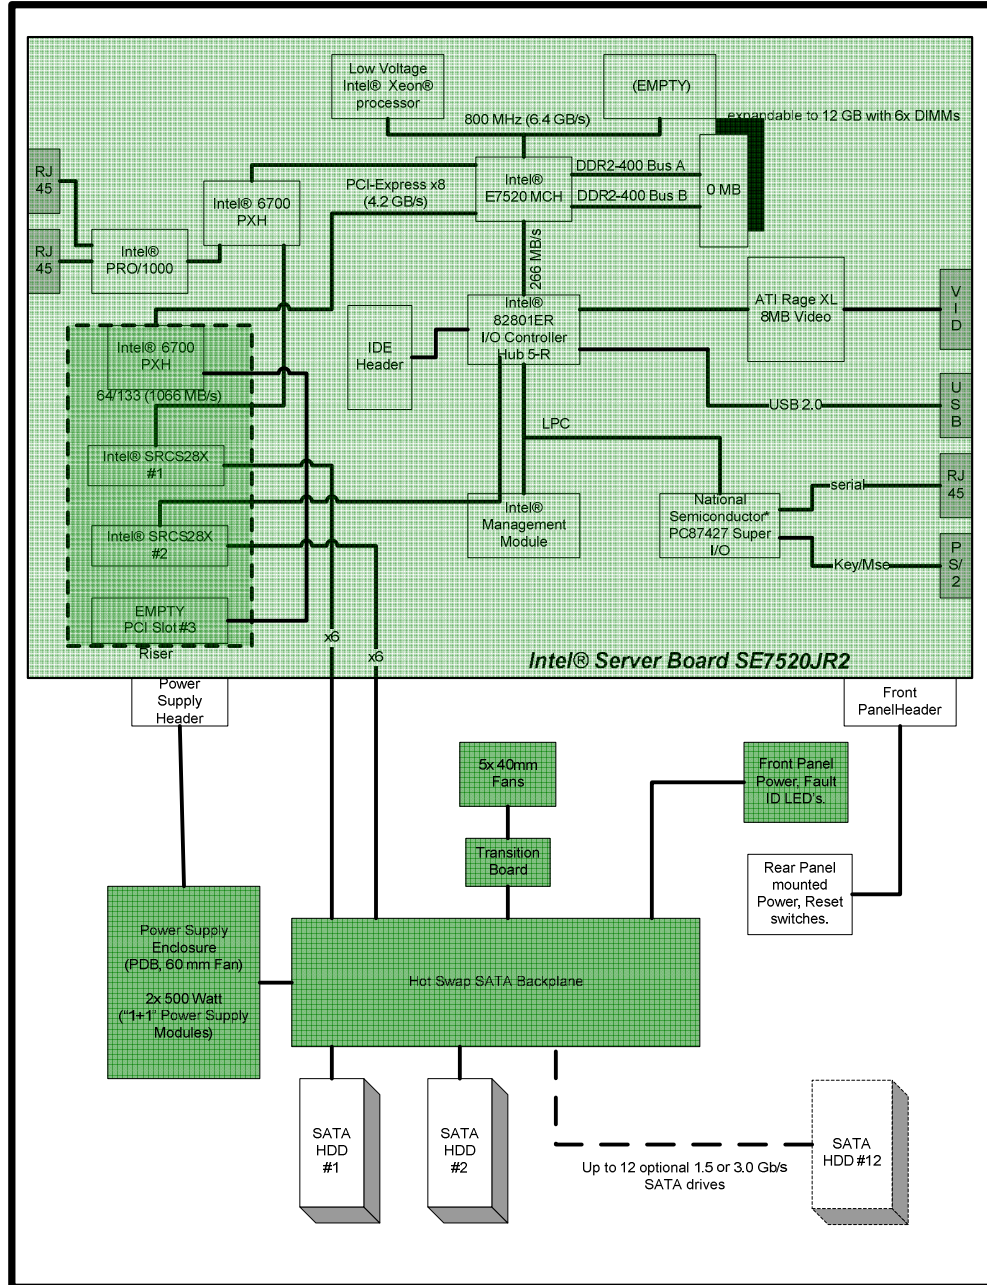 Low Voltage
Intel® Xeon®
processor
(EMPTY)
800 MHz (6.4 GB/s)
expandable to 12 GB with 6x DIMMs
RJ
45
RJ
45
Intel® 6700
PXH
PCI-Express x8
(4.2 GB/s)
Intel®
E7520 MCH
DDR2-400 Bus A
DDR2-400 Bus B
0 MB
Intel®
PRO/1000
266 MB/s
Intel®
82801ER
I/O Controller
Hub 5-R
IDE
Header
ATI Rage XL
8MB Video
V
I
D
Intel® 6700
PXH
64/133 (1066 MB/s)
USB 2.0
U
S
B
LPC
Intel® SRCS28X
#1
Intel® SRCS28X
#2
EMPTY
PCI Slot #3
Riser
Intel®
Management
Module
National
Semiconductor*
PC87427 Super
I/O
serial
RJ
45
Key/Mse
P
S/
2
x6
x6
Intel® Server Board SE7520JR2
Power
Supply
Header
Front
PanelHeader
5x 40mm
Fans
Transition
Board
Front Panel
Power, Fault
ID LED's.
Rear Panel
mounted
Power, Reset
switches.
Power Supply
Enclosure
(PDB, 60 mm Fan)
2x 500 Watt
("1+1" Power Supply
Modules)
Hot Swap SATA Backplane
SATA
HDD
#1
SATA
HDD
#2
Up to 12 optional 1.5 or 3.0 Gb/s
SATA drives
SATA
HDD #12